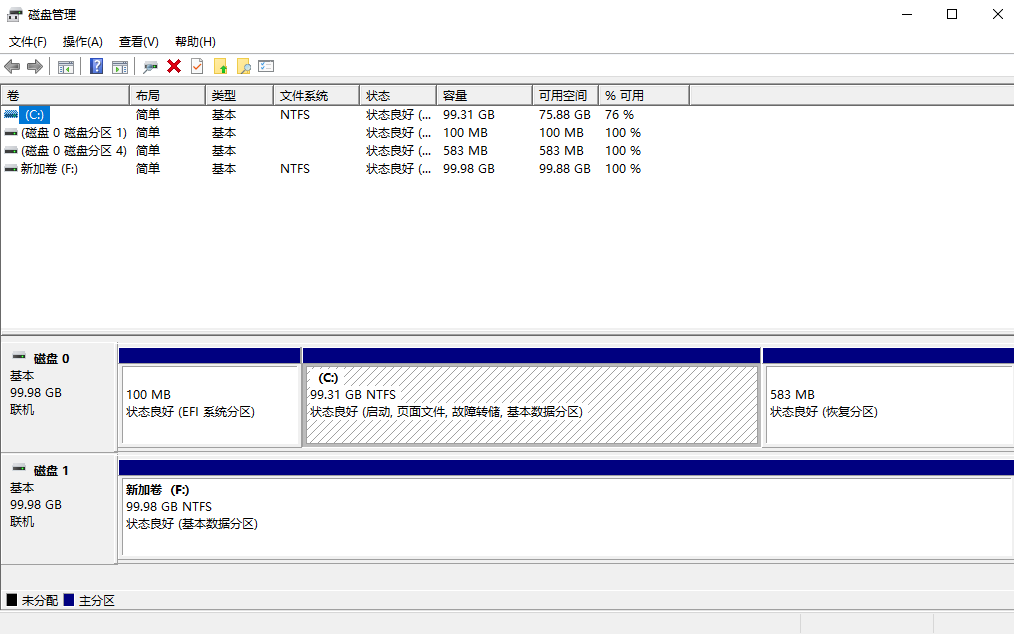 磁盘管理
文件(F) 操作(A) 查看(V) 帮助(H)
卷 布局 类型 文件系统 状态 容量 可用空间 % 可用
(C:) 简单 基本 NTFS 状态良好 (... 99.31 GB 75.88 GB 76 %
(磁盘 0 磁盘分区 1) 简单 基本 状态良好 (... 100 MB 100 MB 100 %
(磁盘 0 磁盘分区 4) 简单 基本 状态良好 (... 583 MB 583 MB 100 %
新加卷 (F:) 简单 基本 NTFS 状态良好 (... 99.98 GB 99.88 GB 100 %
磁盘 0
基本
99.98 GB
联机
100 MB
状态良好 (EFI 系统分区)
(C:)
99.31 GB NTFS
状态良好 (启动, 页面文件, 故障转储, 基本数据分区)
583 MB
状态良好 (恢复分区)
磁盘 1
基本
99.98 GB
联机
新加卷 (F:)
99.98 GB NTFS
状态良好 (基本数据分区)
未分配 主分区